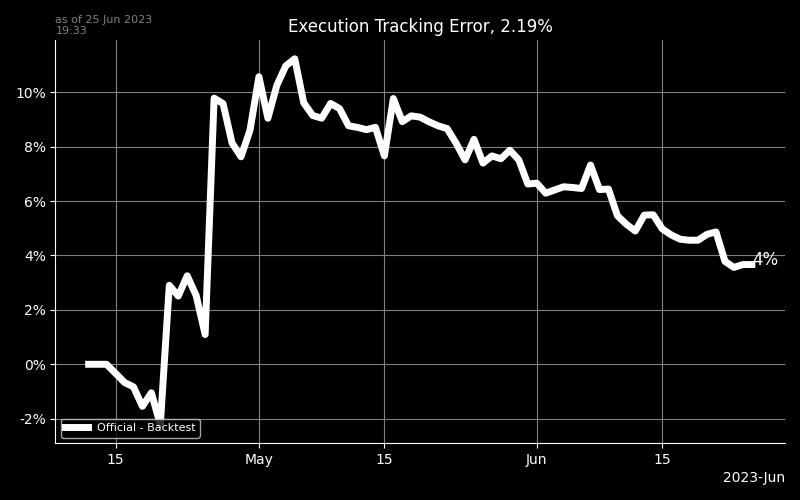 as of 25 Jun 2023
19:33
Execution Tracking Error, 2.19%
10%
8%
6%
4%
2%
0%
-2%
4%
Official - Backtest
15 May 15 Jun 15
2023-Jun